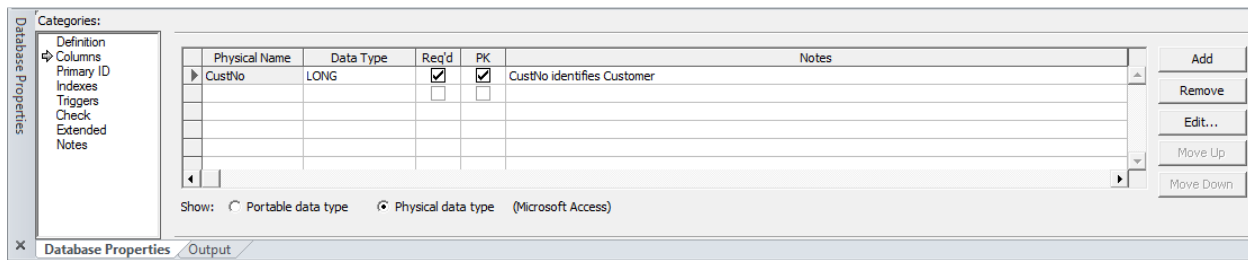 Database Properties
Categories:
Definition
Columns
Primary ID
Indexes
Triggers
Check
Extended
Notes
Physical Name Data Type Req'd PK Notes
CustNo LONG CustNo identifies Customer
Add
Remove
Edit...
Move Up
Move Down
Show: Portable data type Physical data type (Microsoft Access)
Database Properties Output